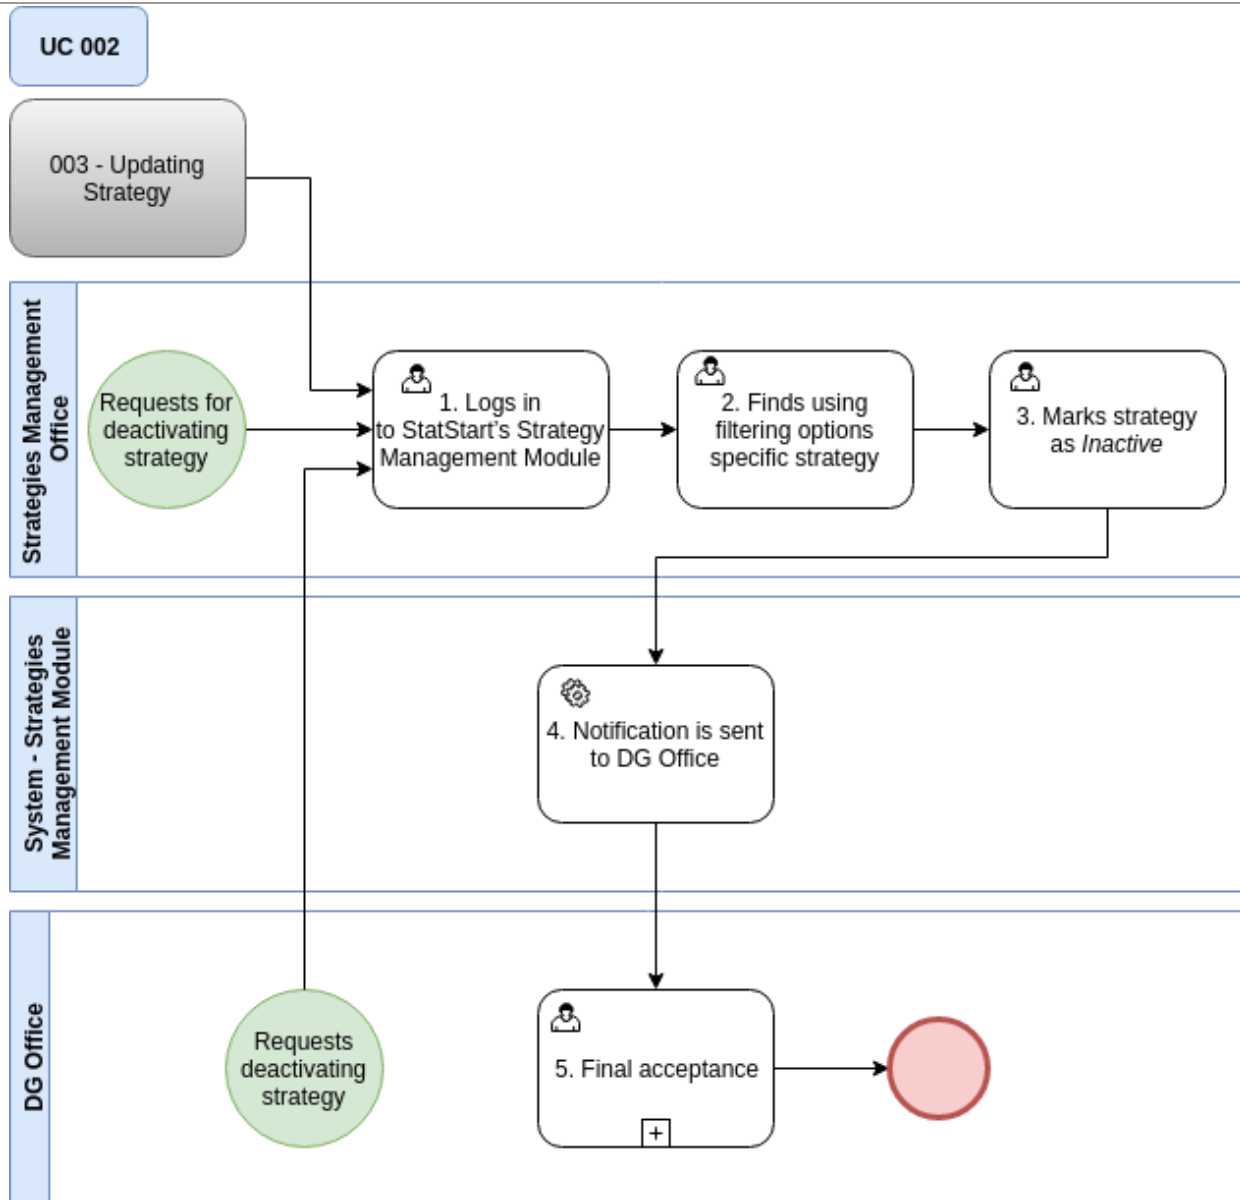 UC 002
003 - Updating
Strategy
Strategies Management
Office
Requests for
deactivating
strategy
1. Logs in
to StatStart's Strategy
Management Module
2. Finds using
filtering options
specific strategy
3. Marks strategy
as Inactive
System - Strategies
Management Module
4. Notification is sent
to DG Office
DG Office
Requests
deactivating
strategy
5. Final acceptance